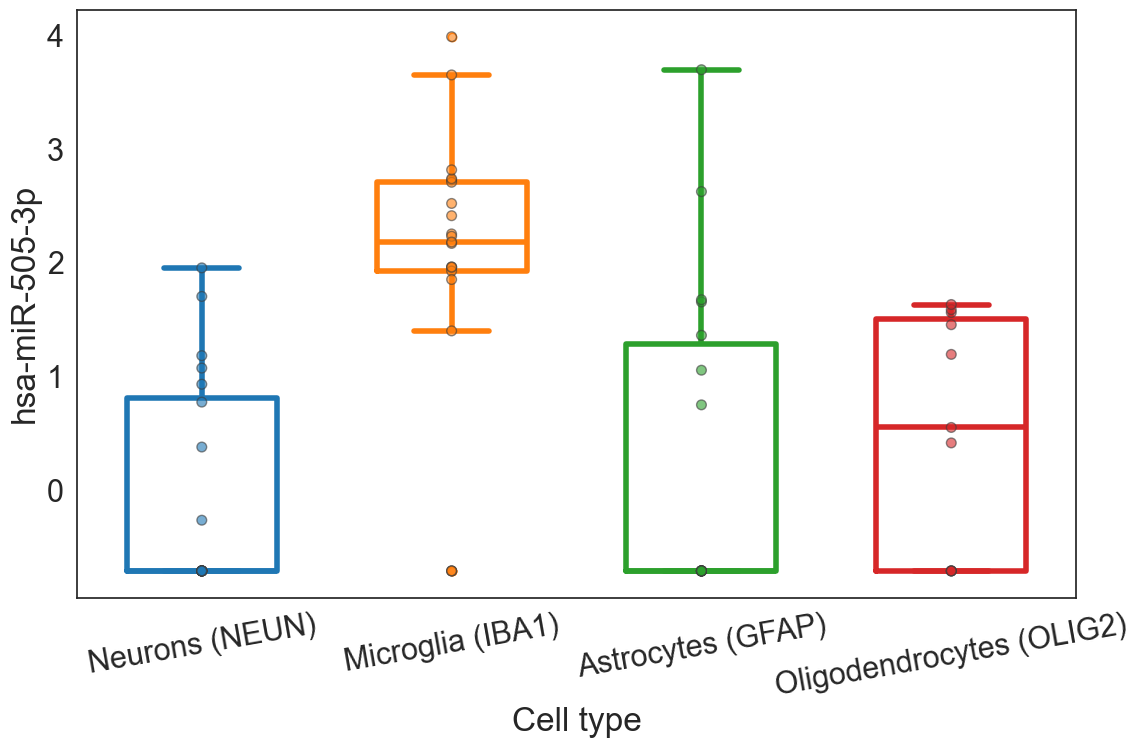 hsa-miR-505-3p
4
3
2
1
0
Neurons (NEUN)
Microglia (IBA1)
Astrocytes (GFAP)
Oligodendrocytes (OLIG2)
Cell type